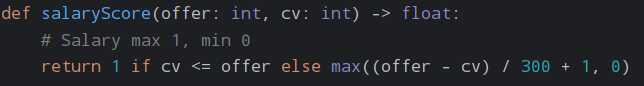 def salaryScore(offer: int, cv: int) -> float:
    # Salary max 1, min 0
    return 1 if cv <= offer else max((offer - cv) / 300 + 1, 0)